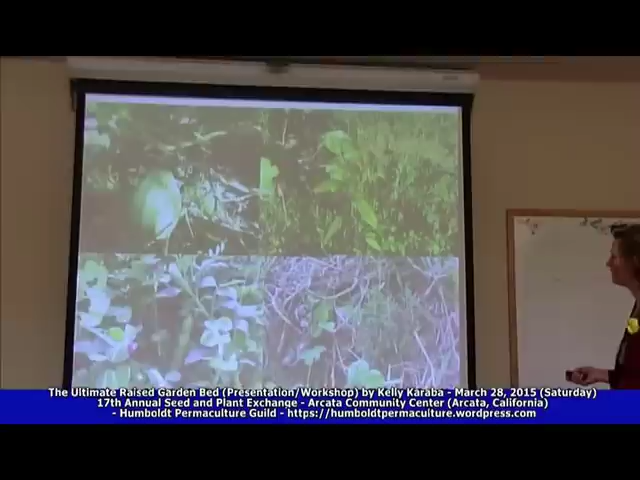 The Ultimate Raised Garden Bed (Presentation/Workshop) by Kelly Karaba - March 28, 2015 (Saturday)
17th Annual Seed and Plant Exchange - Arcata Community Center (Arcata, California)
- Humboldt Permaculture Guild - https://humboldtpermaculture.wordpress.com